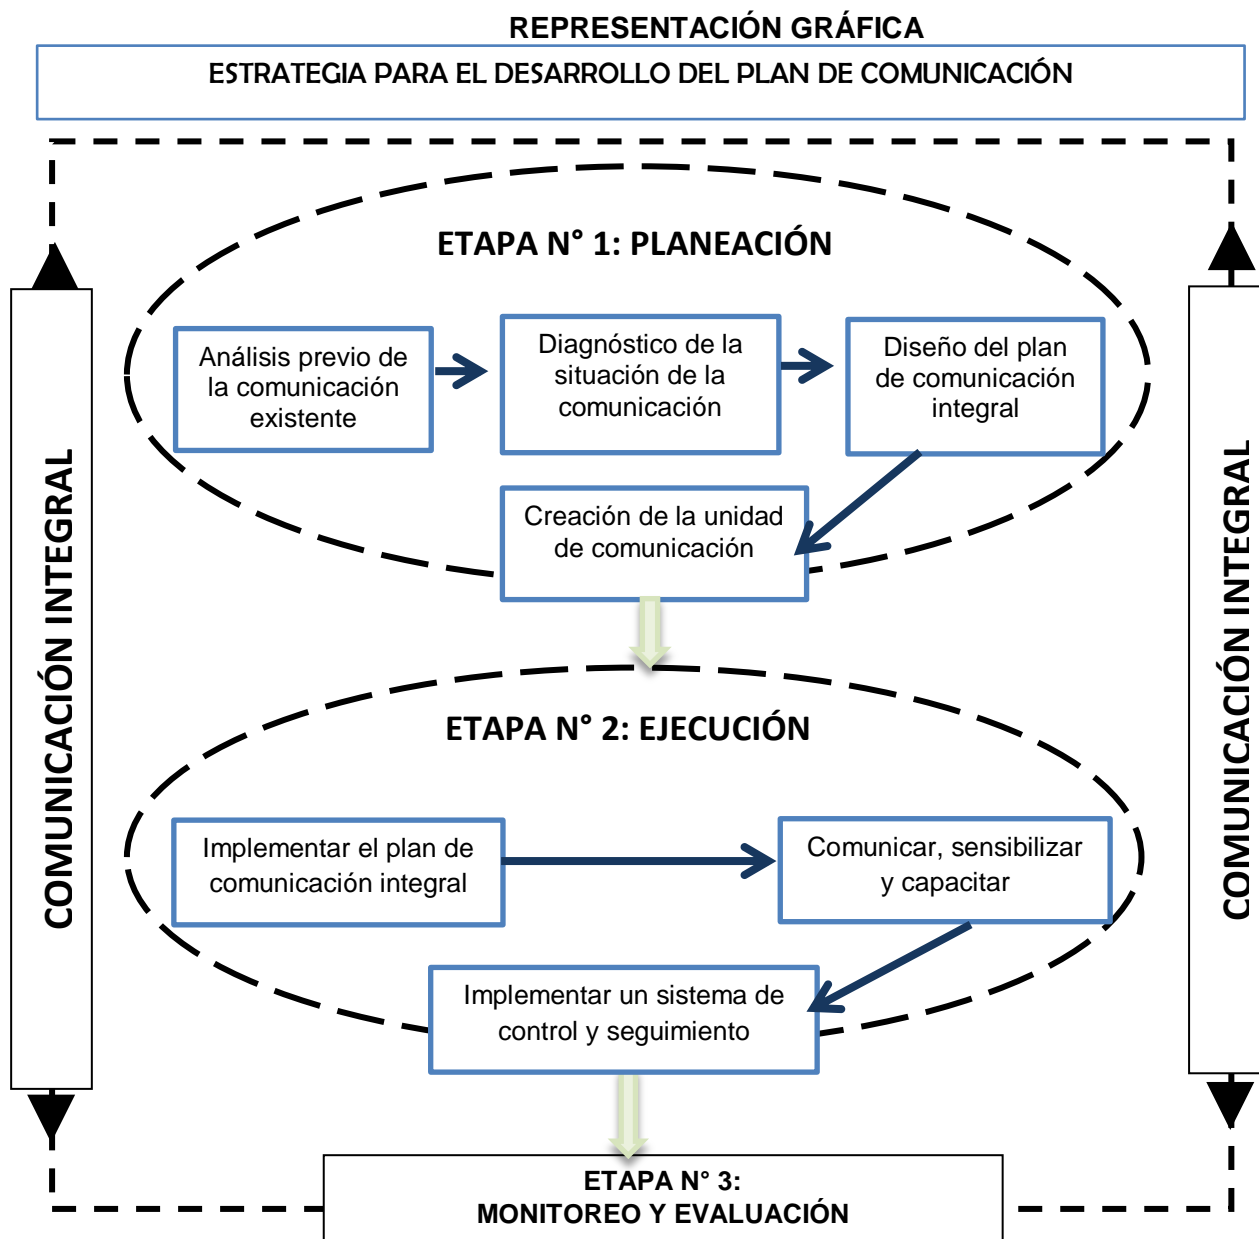 REPRESENTACIÓN GRÁFICA
ESTRATEGIA PARA EL DESARROLLO DEL PLAN DE COMUNICACIÓN
ETAPA N° 1: PLANEACIÓN
Análisis previo de
la comunicación
existente
Diagnóstico de la
situación de la
comunicación
Diseño del plan
de comunicación
integral
Creación de la unidad
de comunicación
COMUNICACIÓN INTEGRAL
COMUNICACIÓN INTEGRAL
ETAPA N° 2: EJECUCIÓN
Implementar el plan de
comunicación integral
Comunicar, sensibilizar
y capacitar
Implementar un sistema de
control y seguimiento
ETAPA N° 3:
MONITOREO Y EVALUACIÓN